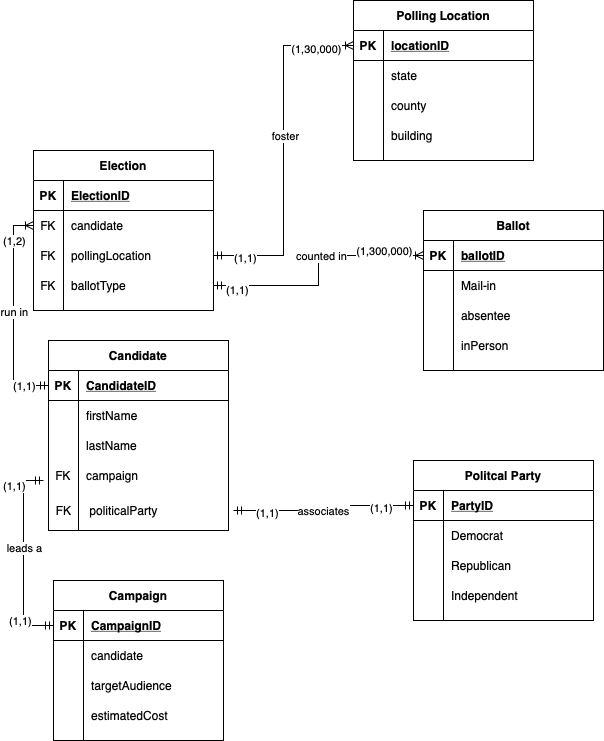 Polling Location
PK locationID
state
county
building
(1,30,000)
foster
Election
PK ElectionID
FK candidate
FK pollingLocation
FK ballotType
(1,2)
(1,1)
(1,1)
counted in
(1,300,000)
Ballot
PK ballotID
Mail-in
absentee
inPerson
run in
(1,1)
Candidate
PK CandidateID
firstName
lastName
FK campaign
FK politicalParty
(1,1)
(1,1)
associates
(1,1)
Politcal Party
PK PartyID
Democrat
Republican
Independent
leads a
(1,1)
Campaign
PK CampaignID
candidate
targetAudience
estimatedCost